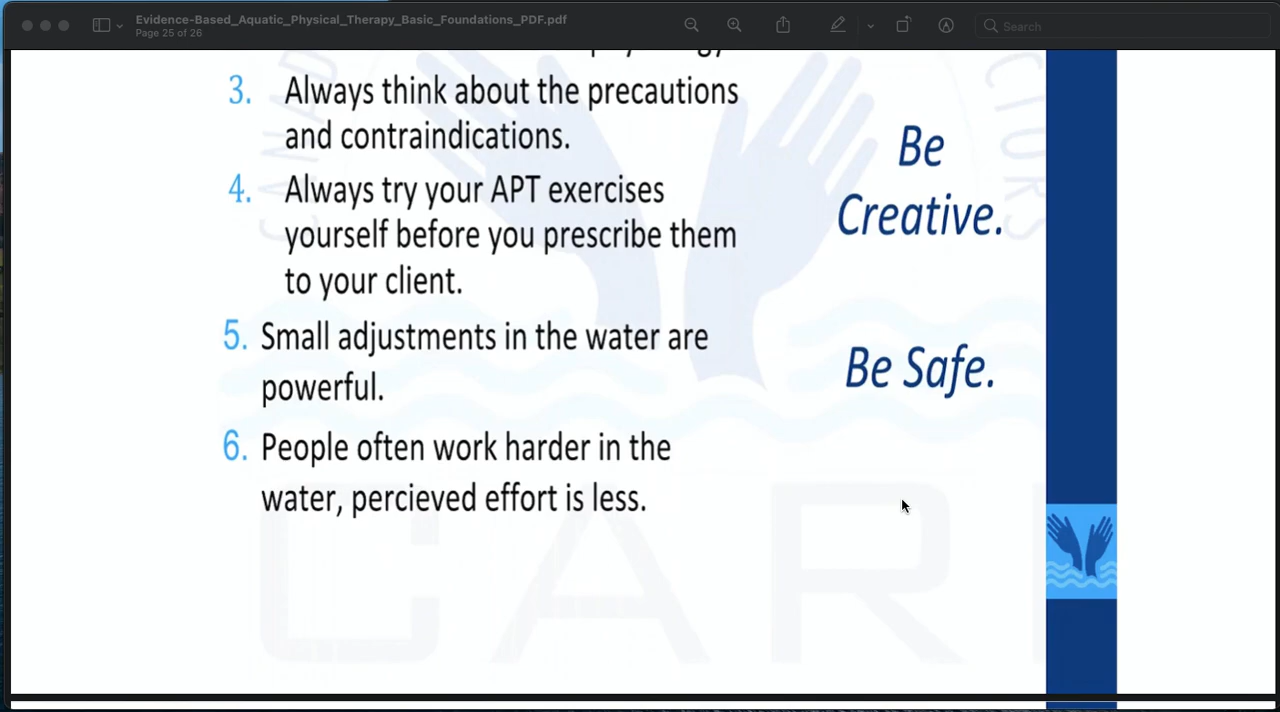 Evidence-Based_Aquatic_Physical_Therapy_Basic_Foundations_PDF.pdf
Page 25 of 26
Search
3. Always think about the precautions
and contraindications.
4. Always try your APT exercises
yourself before you prescribe them
to your client.
5. Small adjustments in the water are
powerful.
6. People often work harder in the
water, percieved effort is less.
Be
Creative.
Be Safe.
CARI